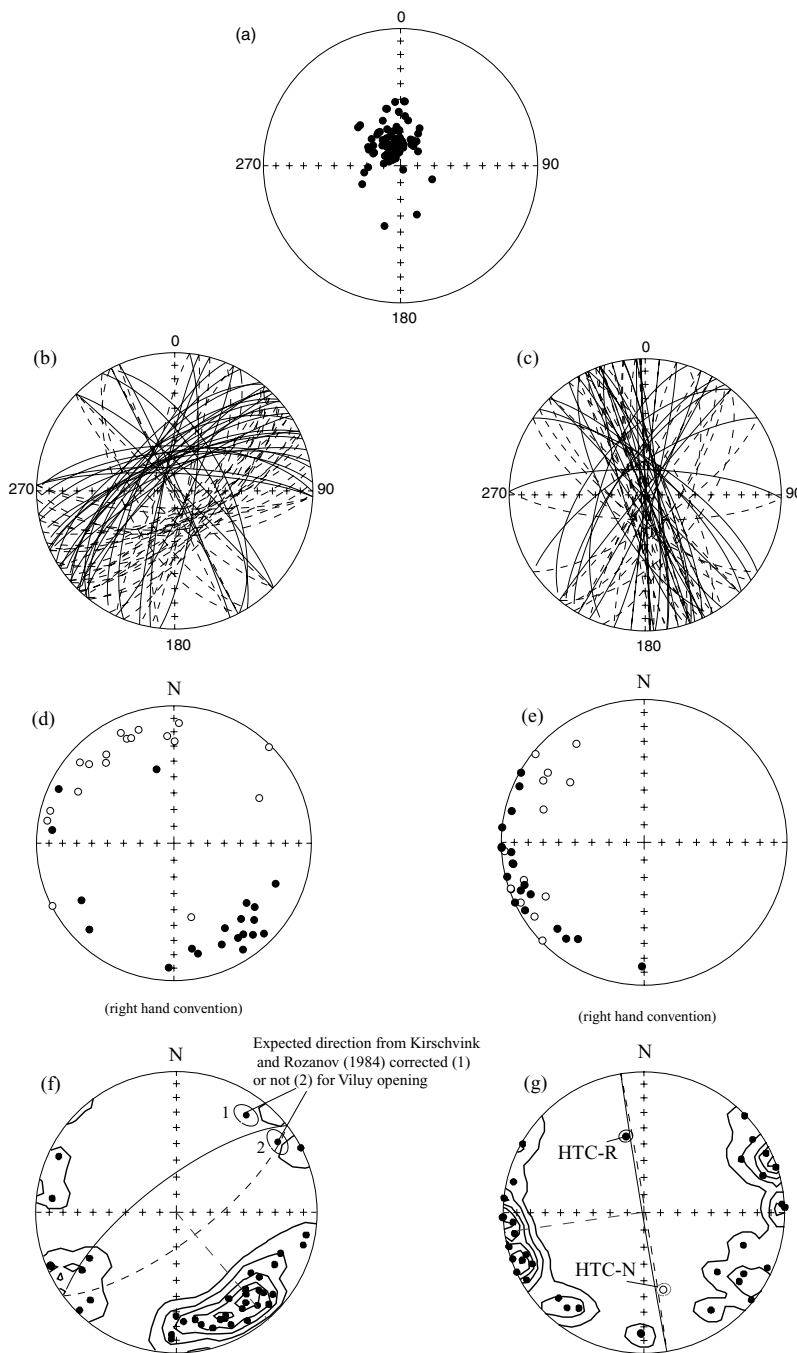 (a)
0
270
90
180
(b)
0
270
90
180
(c)
0
270
90
180
(d)
N
(right hand convention)
(e)
N
(right hand convention)
Expected direction from Kirschvink
and Rozanov (1984) corrected (1)
or not (2) for Viluy opening
(f)
N
1
2
(g)
N
HTC-R
HTC-N